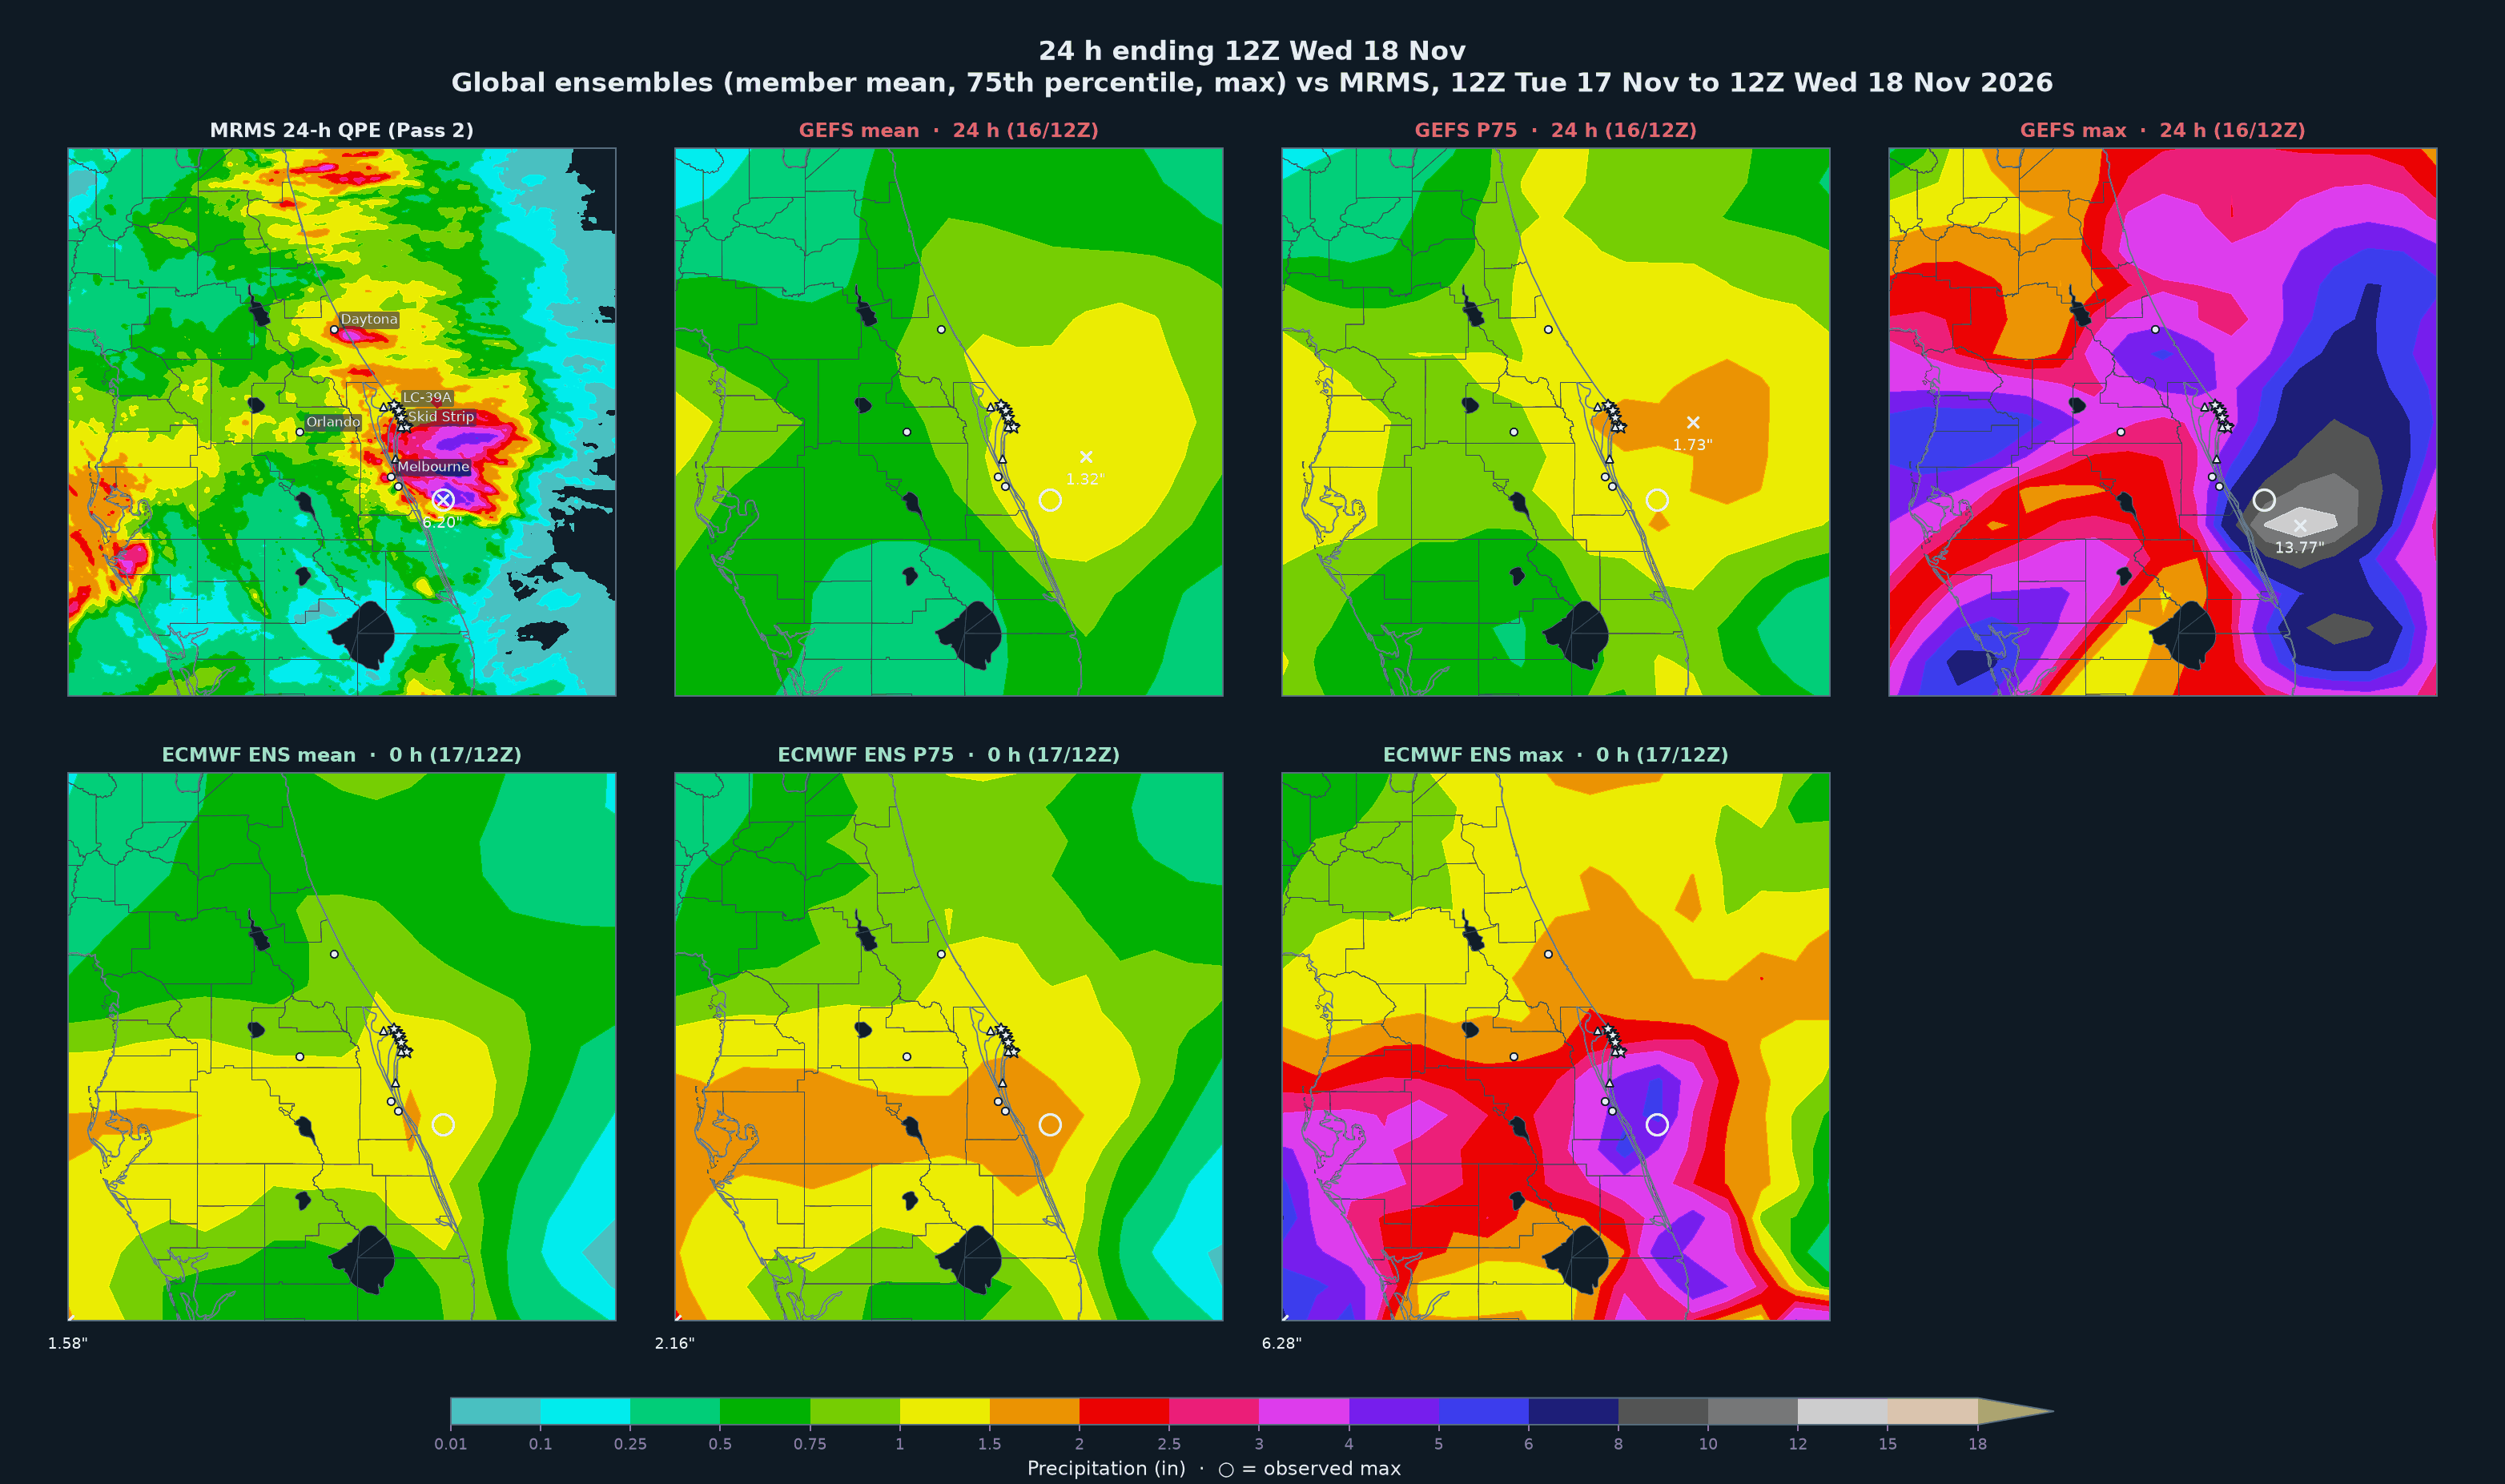 24 h ending 12Z Wed 18 Nov
Global ensembles (member mean, 75th percentile, max) vs MRMS, 12Z Tue 17 Nov to 12Z Wed 18 Nov 2026
MRMS 24-h QPE (Pass 2)
GEFS mean · 24 h (16/12Z)
GEFS P75 · 24 h (16/12Z)
GEFS max · 24 h (16/12Z)
Daytona
LC-39A
Skid Strip
Orlando
Melbourne
6.20"
1.32"
1.73"
13.77"
ECMWF ENS mean · 0 h (17/12Z)
ECMWF ENS P75 · 0 h (17/12Z)
ECMWF ENS max · 0 h (17/12Z)
1.58"
2.16"
6.28"
0.01 0.1 0.25 0.5 0.75 1 1.5 2 2.5 3 4 5 6 8 10 12 15 18
Precipitation (in) · ○ = observed max